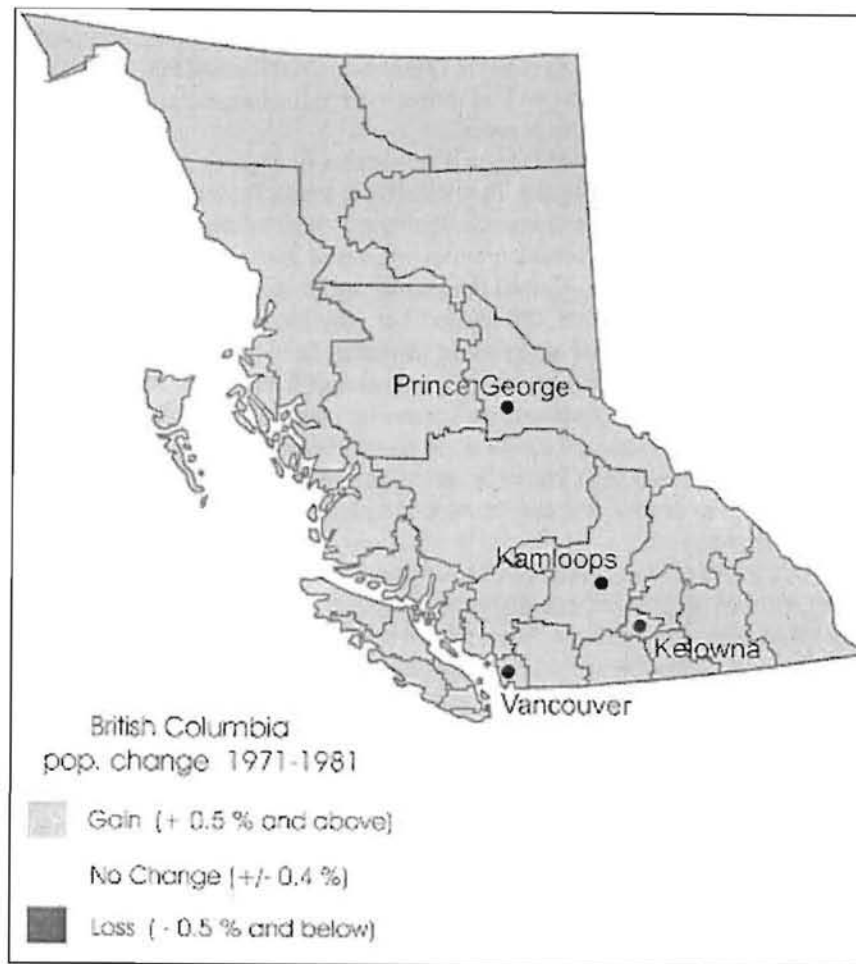 Prince George
Kamloops
Kelowna
Vancouver
British Columbia
pop. change 1971-1981
Gain (+ 0.5 % and above)
No Change (+/- 0.4 %)
Loss ( - 0.5 % and below)